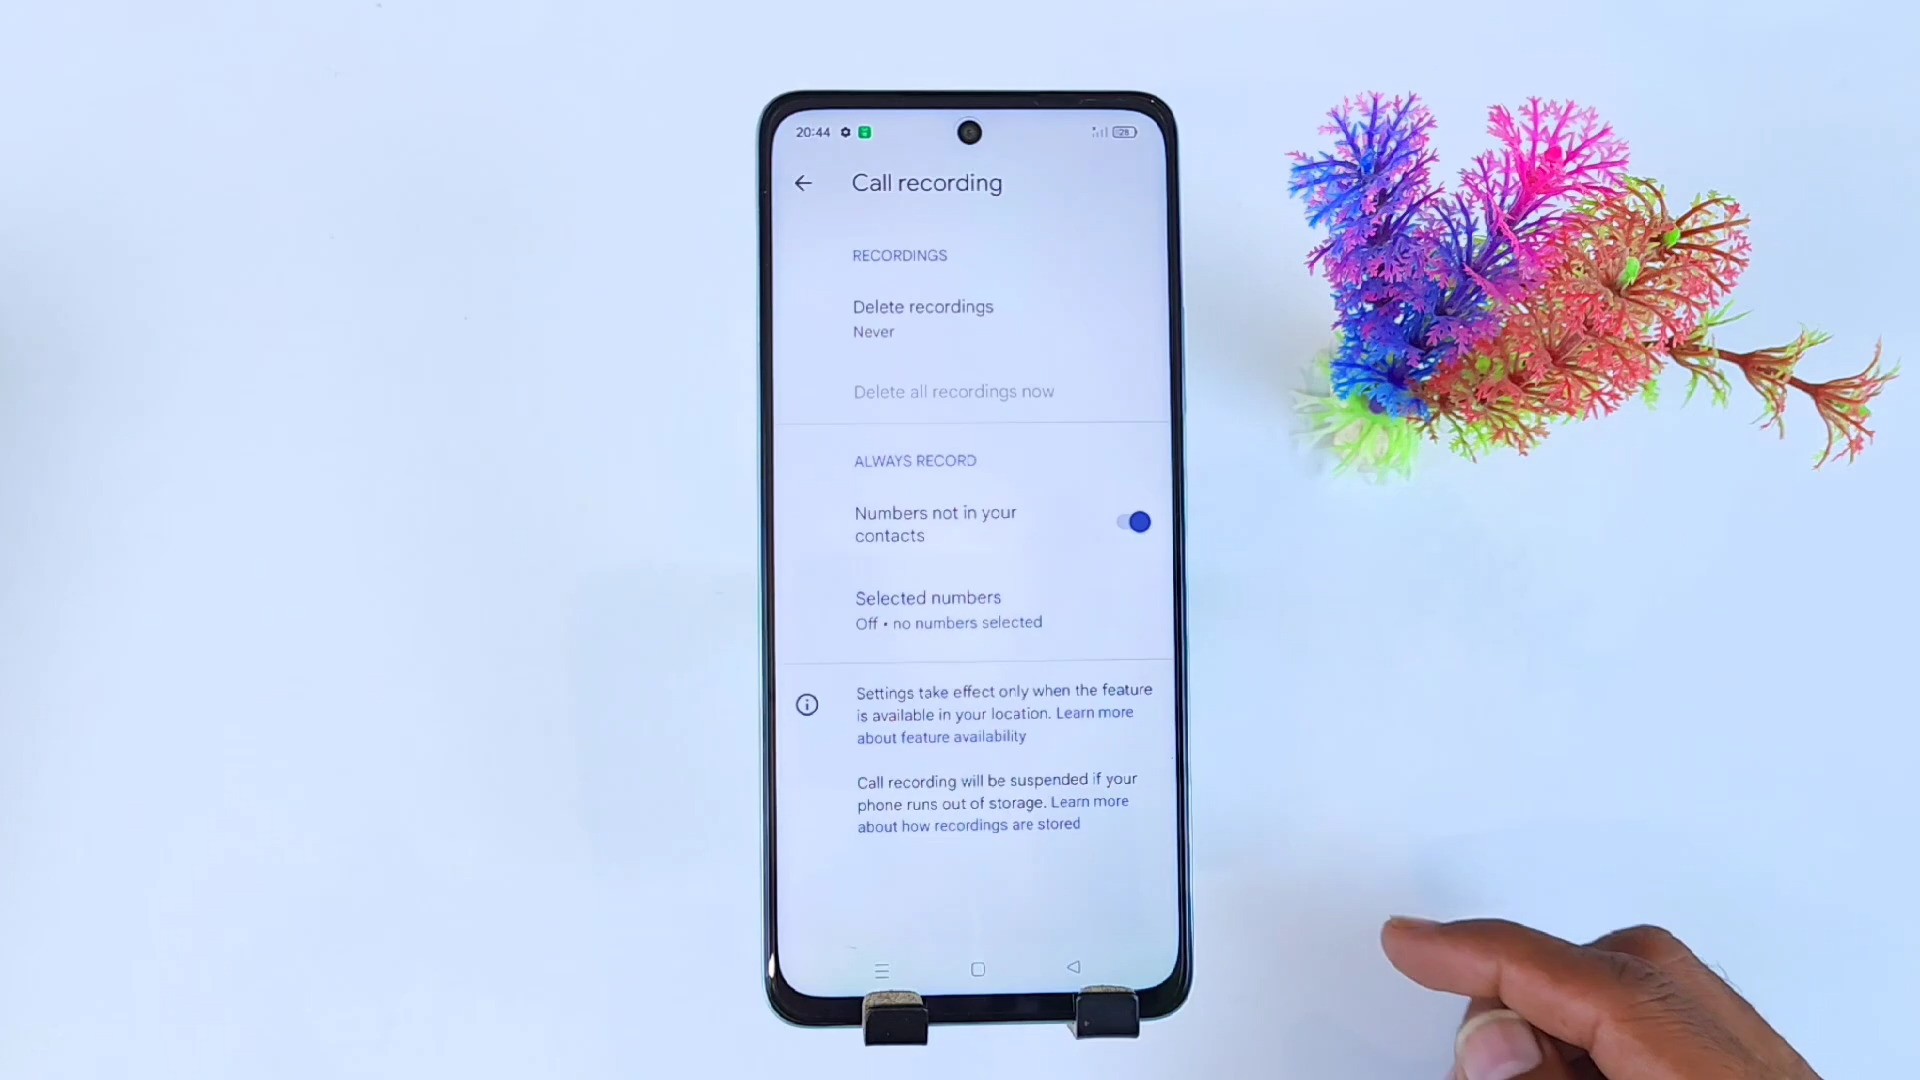 20:44
28
Call recording
RECORDINGS
Delete recordings
Never
Delete all recordings now
ALWAYS RECORD
Numbers not in your
contacts
Selected numbers
Off • no numbers selected
Settings take effect only when the feature
is available in your location. Learn more
about feature availability
Call recording will be suspended if your
phone runs out of storage. Learn more
about how recordings are stored